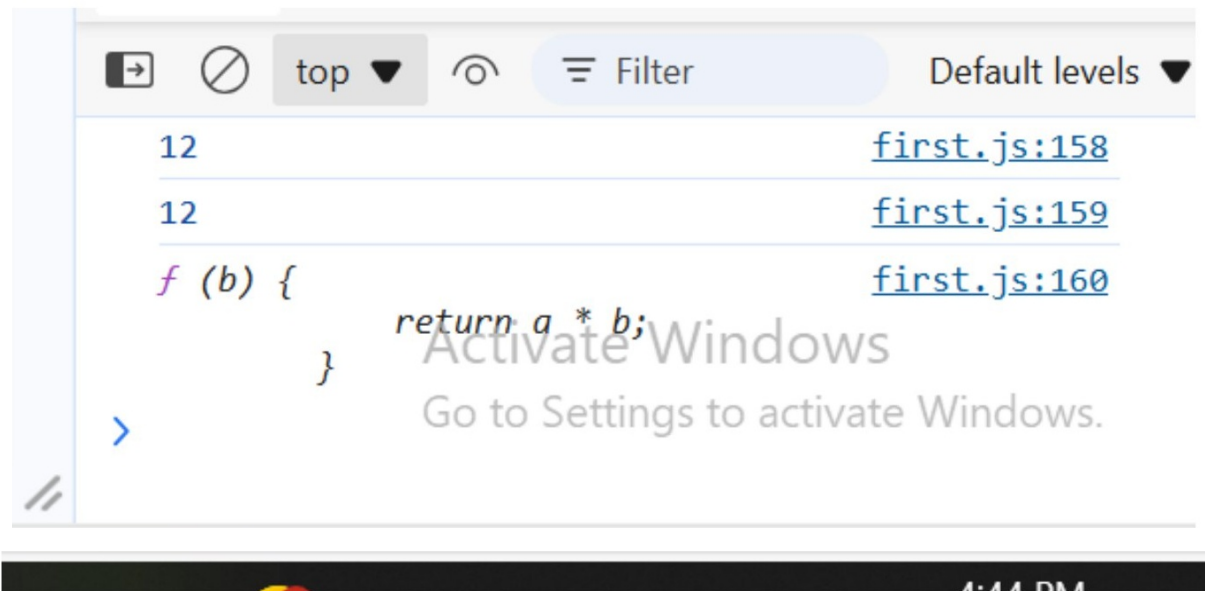 top ▼ Filter Default levels ▼
12 first.js:158
12 first.js:159
f (b) { first.js:160
return a * b;
}
Activate Windows
Go to Settings to activate Windows.
>
4:44 PM